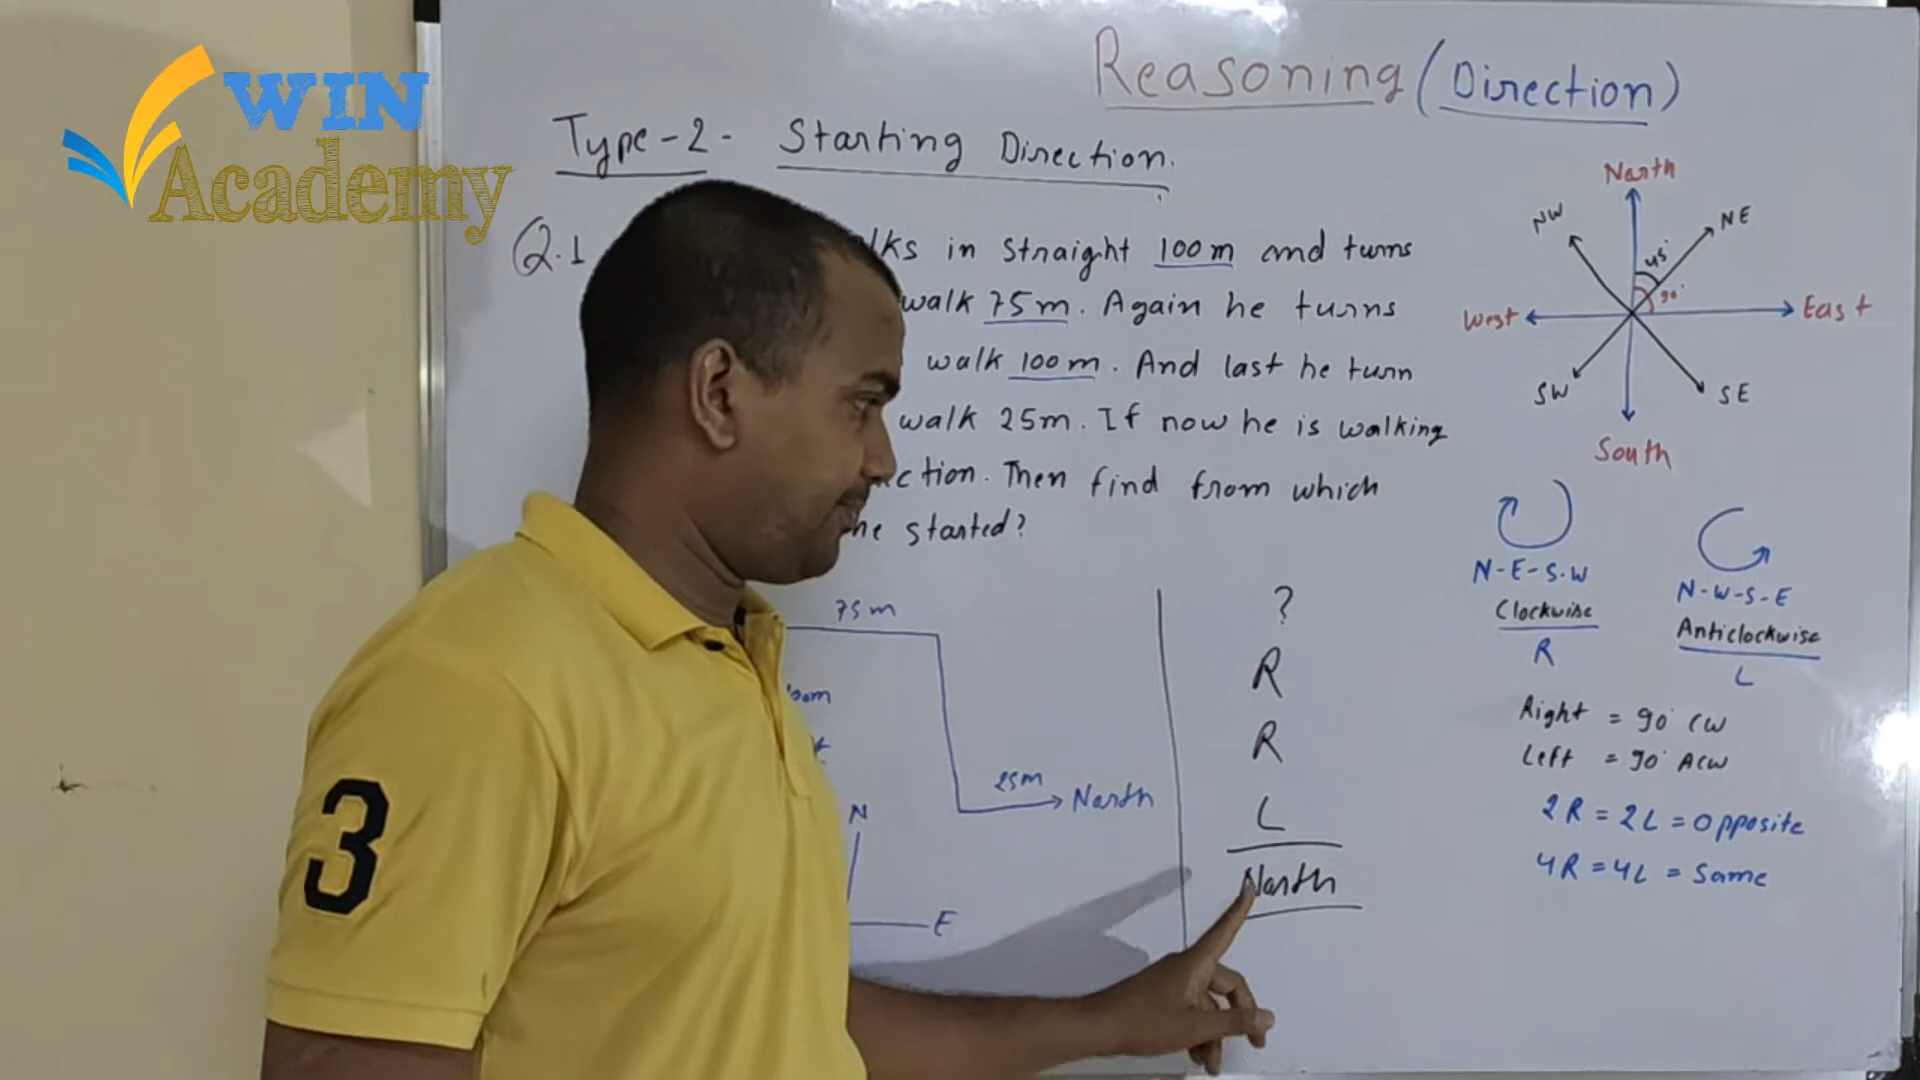 WIN
Academy
Reasoning (Direction)
Type-2- Starting Direction.
Q.1 lks in straight 100m and turns
walk 75m. Again he turns
walk 100m. And last he turn
walk 25m. If now he is walking
ction. Then find from which
he started?
North
NW
NE
45°
90°
West
East
SW
SE
South
N-E-S-W
Clockwise
R
N-W-S-E
Anticlockwise
L
Right = 90° CW
Left = 90° ACW
2R = 2L = opposite
4R = 4L = Same
75m
100m
25m
North
N
E
?
R
R
L
North
3